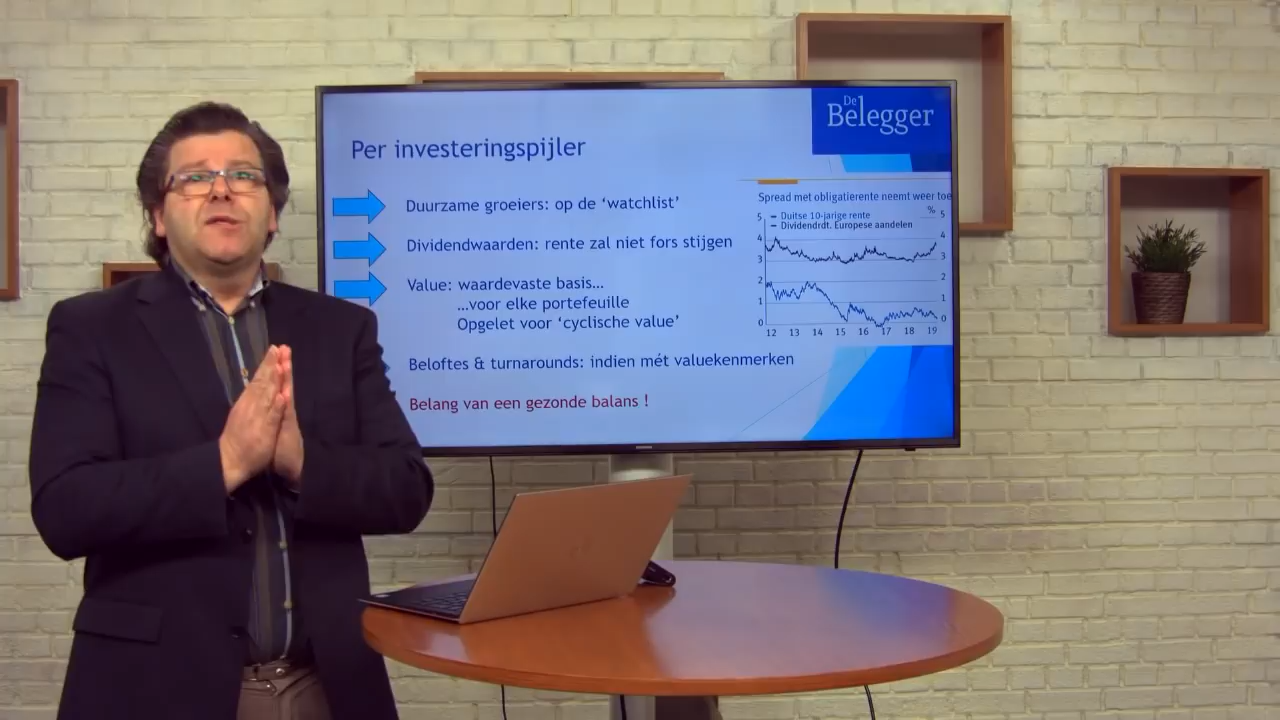 De
Belegger
Per investeringspijler
Duurzame groeiers: op de ‘watchlist’
Dividendwaarden: rente zal niet fors stijgen
Value: waardevaste basis…
…voor elke portefeuille
Opgelet voor ‘cyclische value’
Beloftes & turnarounds: indien mét valuekenmerken
Belang van een gezonde balans !
Spread met obligatierente neemt weer toe
% 
Duitse 10-jarige rente
Dividendrdt. Europese aandelen
5 5
4 4
3 3
2 2
1 1
0 0
12 13 14 15 16 17 18 19